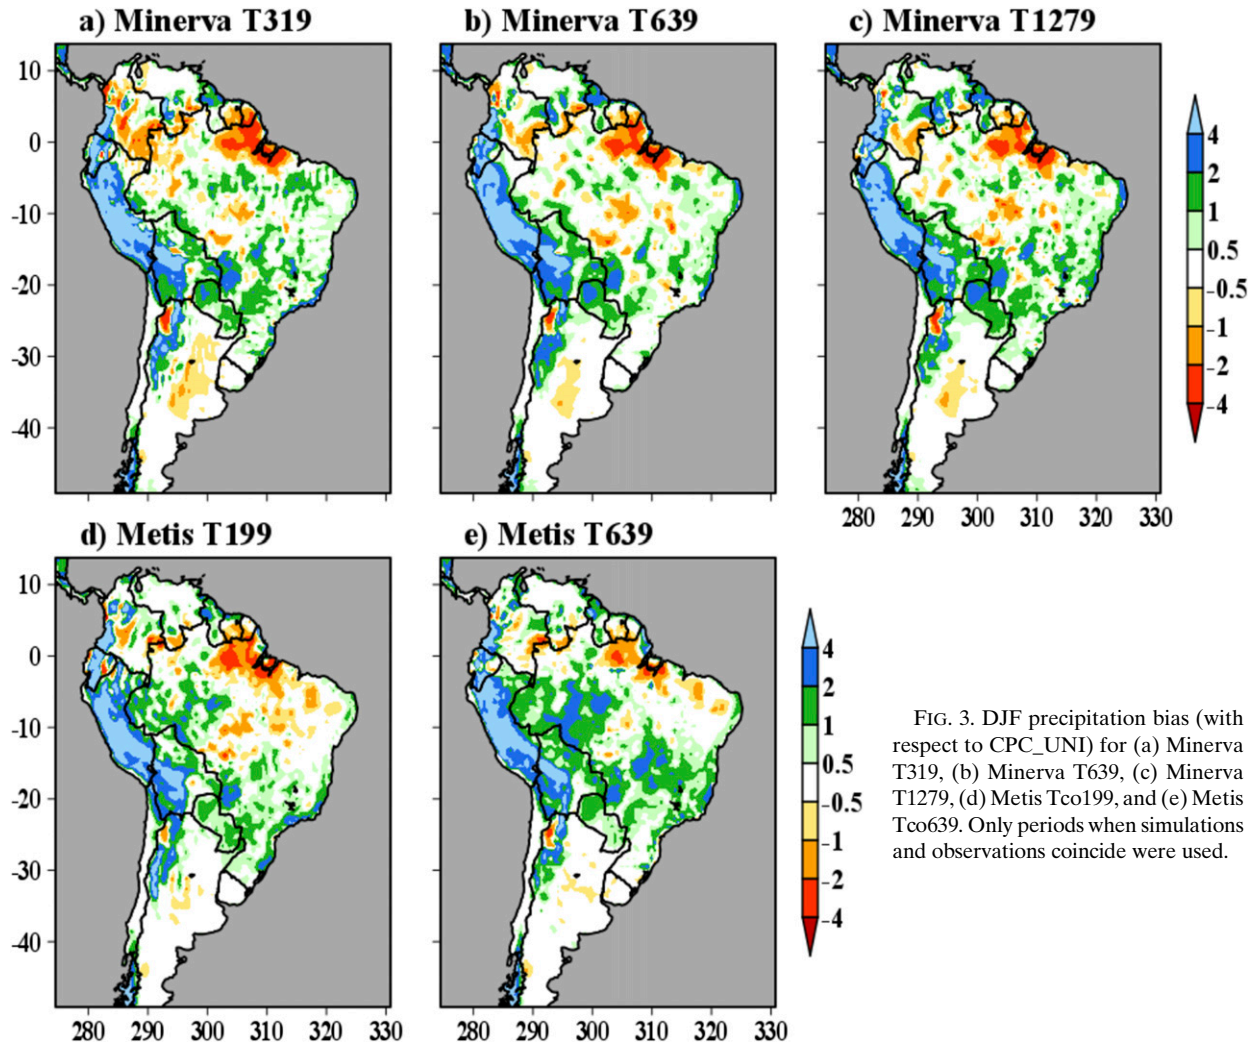 a) Minerva T319
b) Minerva T639
c) Minerva T1279
10
0
-10
-20
-30
-40
280 290 300 310 320 330
4
2
1
0.5
-0.5
-1
-2
-4
d) Metis T199
e) Metis T639
10
0
-10
-20
-30
-40
280 290 300 310 320 330
280 290 300 310 320 330
4
2
1
0.5
-0.5
-1
-2
-4
FIG. 3. DJF precipitation bias (with
respect to CPC_UNI) for (a) Minerva
T319, (b) Minerva T639, (c) Minerva
T1279, (d) Metis Tco199, and (e) Metis
Tco639. Only periods when simulations
and observations coincide were used.